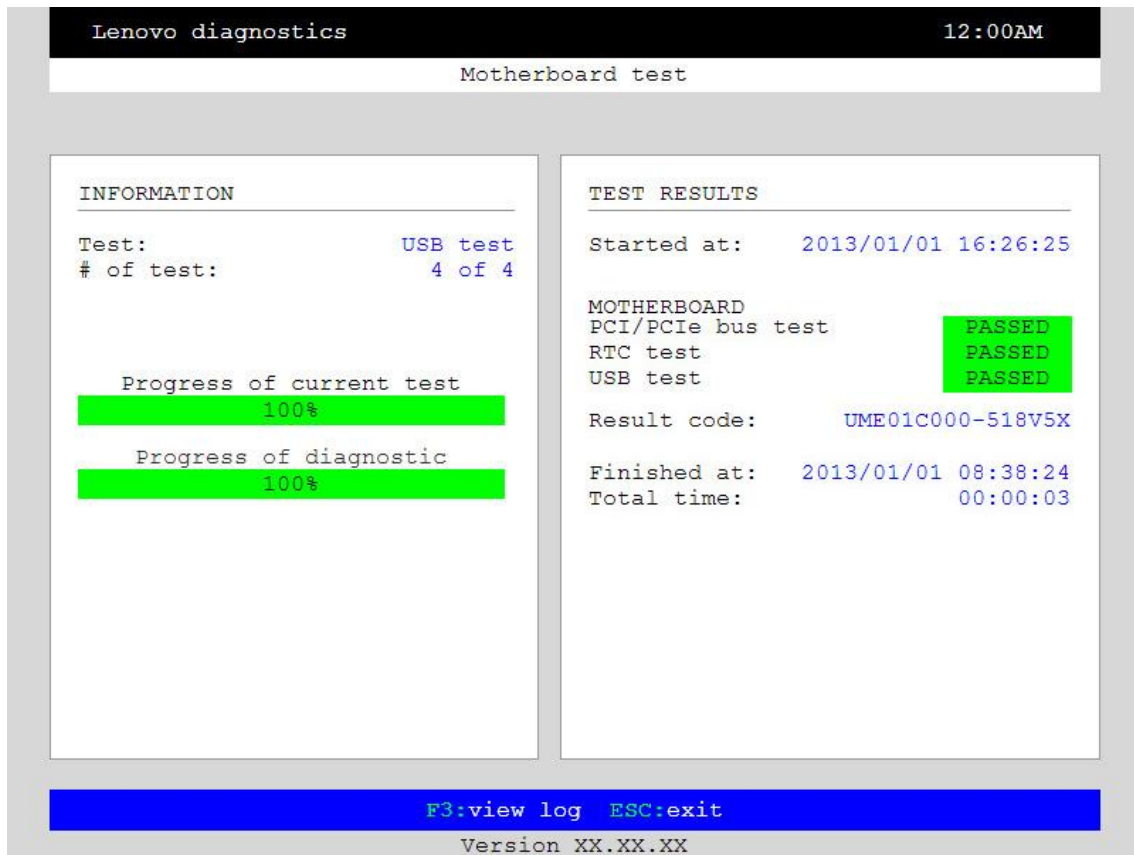 Lenovo diagnostics 12:00AM
Motherboard test
INFORMATION
Test: USB test
# of test: 4 of 4
Progress of current test
100%
Progress of diagnostic
100%
TEST RESULTS
Started at: 2013/01/01 16:26:25
MOTHERBOARD
PCI/PCIe bus test PASSED
RTC test PASSED
USB test PASSED
Result code: UME01C000-518V5X
Finished at: 2013/01/01 08:38:24
Total time: 00:00:03
F3:view log ESC:exit
Version XX.XX.XX